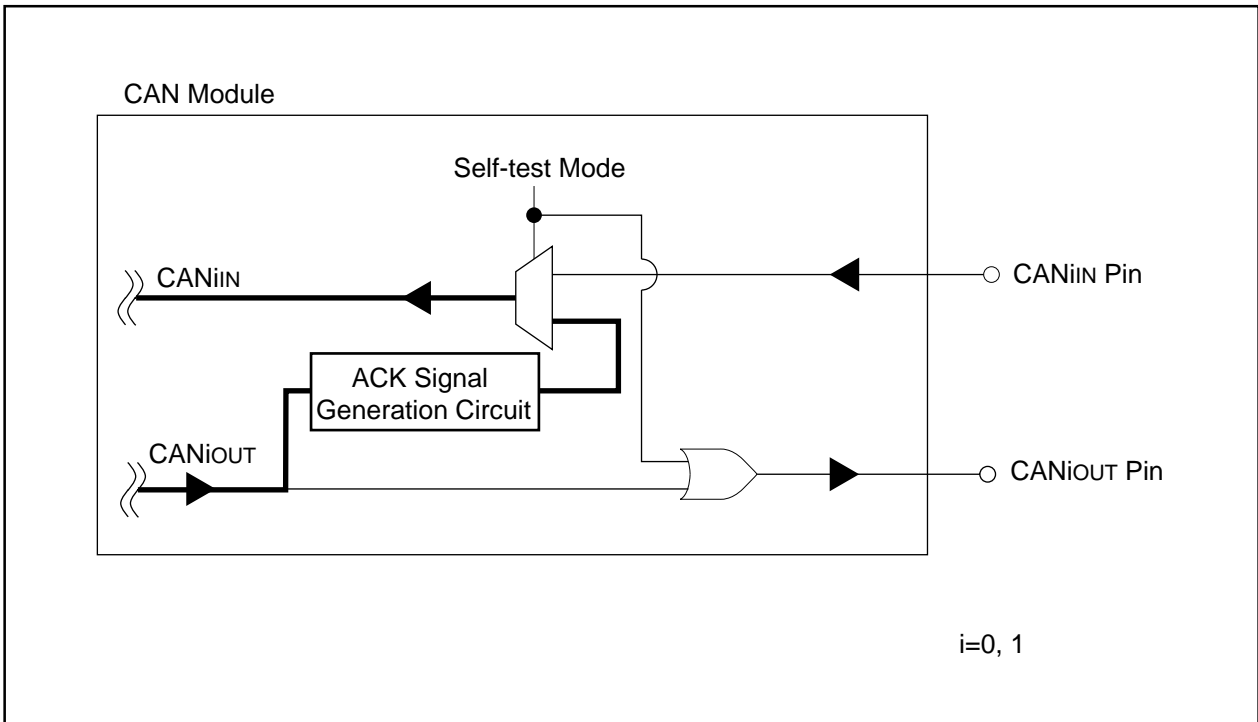 CAN Module
Self-test Mode
CANiIN
CANiIN Pin
ACK Signal
Generation Circuit
CANiOUT
CANiOUT Pin
i=0, 1